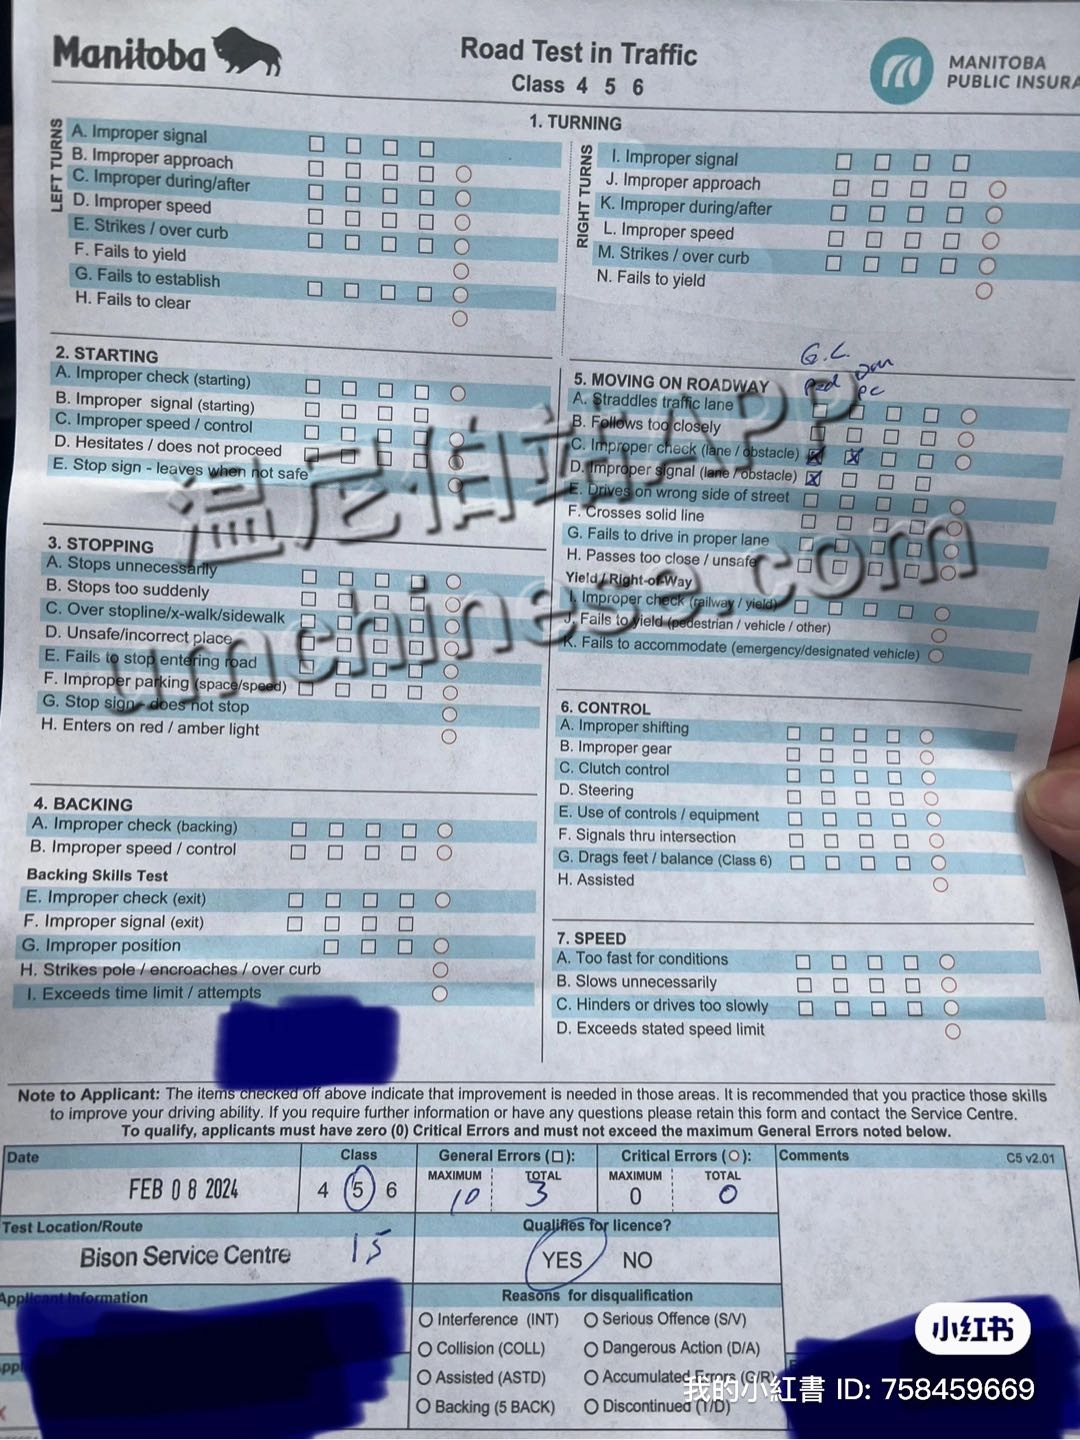 Manitoba
Road Test in Traffic
Class 4 5 6
MANITOBA
PUBLIC INSURA
1. TURNING
LEFT TURNS
A. Improper signal
B. Improper approach
C. Improper during/after
D. Improper speed
E. Strikes / over curb
F. Fails to yield
G. Fails to establish
H. Fails to clear
RIGHT TURNS
I. Improper signal
J. Improper approach
K. Improper during/after
L. Improper speed
M. Strikes / over curb
N. Fails to yield
2. STARTING
A. Improper check (starting)
B. Improper signal (starting)
C. Improper speed / control
D. Hesitates / does not proceed
E. Stop sign - leaves when not safe
3. STOPPING
A. Stops unnecessarily
B. Stops too suddenly
C. Over stopline/x-walk/sidewalk
D. Unsafe/incorrect place
E. Fails to stop entering road
F. Improper parking (space/speed)
G. Stop sign - does not stop
H. Enters on red / amber light
4. BACKING
A. Improper check (backing)
B. Improper speed / control
Backing Skills Test
E. Improper check (exit)
F. Improper signal (exit)
G. Improper position
H. Strikes pole / encroaches / over curb
I. Exceeds time limit / attempts
G.L.
PC
5. MOVING ON ROADWAY
A. Straddles traffic lane
B. Follows too closely
C. Improper check (lane / obstacle)
D. Improper signal (lane / obstacle)
E. Drives on wrong side of street
F. Crosses solid line
G. Fails to drive in proper lane
H. Passes too close / unsafe
Yield / Right-of-Way
I. Improper check (railway / yield)
J. Fails to yield (pedestrian / vehicle / other)
K. Fails to accommodate (emergency/designated vehicle)
6. CONTROL
A. Improper shifting
B. Improper gear
C. Clutch control
D. Steering
E. Use of controls / equipment
F. Signals thru intersection
G. Drags feet / balance (Class 6)
H. Assisted
7. SPEED
A. Too fast for conditions
B. Slows unnecessarily
C. Hinders or drives too slowly
D. Exceeds stated speed limit
温尼伯站APP
umchinese.com
Note to Applicant: The items checked off above indicate that improvement is needed in those areas. It is recommended that you practice those skills
to improve your driving ability. If you require further information or have any questions please retain this form and contact the Service Centre.
To qualify, applicants must have zero (0) Critical Errors and must not exceed the maximum General Errors noted below.
Date
FEB 08 2024
Class
4 5 6
General Errors (☐):
MAXIMUM TOTAL
10 3
Critical Errors (○):
MAXIMUM TOTAL
0 0
Comments C5 v2.01
Test Location/Route
Bison Service Centre 15
Qualifies for licence?
YES NO
Applicant Information
Reasons for disqualification
Interference (INT) Serious Offence (S/V)
Collision (COLL) Dangerous Action (D/A)
Assisted (ASTD) Accumulated Errors (G/R)
Backing (5 BACK) Discontinued (T/D)
小红书
我的小紅書 ID: 758459669